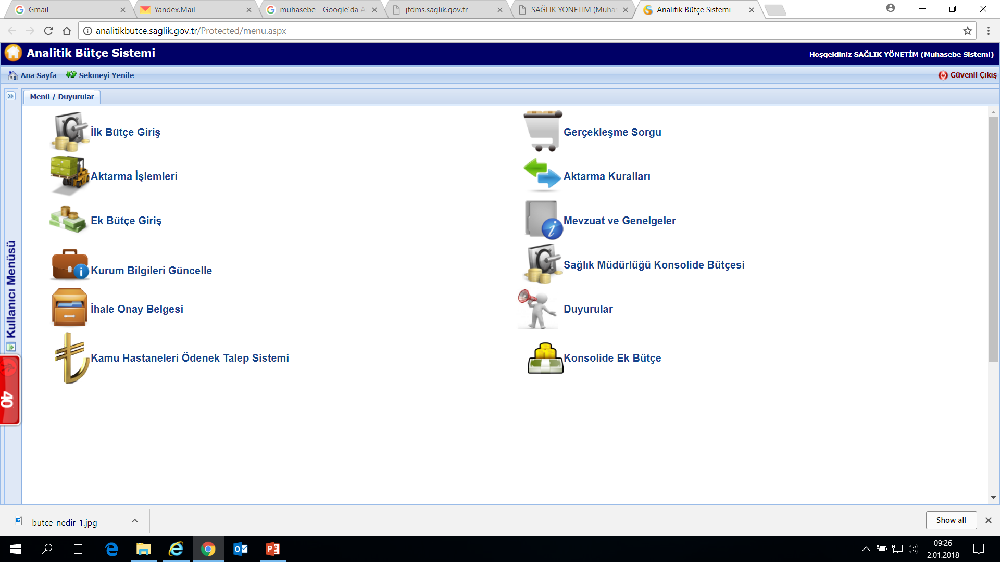 Gmail
Yandex.Mail
muhasebe - Google'da A
jtdms.saglik.gov.tr
SAĞLIK YÖNETİM (Muhas
Analitik Bütçe Sistemi
analitikbutce.saglik.gov.tr/Protected/menu.aspx
Analitik Bütçe Sistemi
Hoşgeldiniz SAĞLIK YÖNETİM (Muhasebe Sistemi)
Ana Sayfa
Sekmeyi Yenile
Güvenli Çıkış
Menü / Duyurular
Kullanıcı Menüsü
40
İlk Bütçe Giriş
Gerçekleşme Sorgu
Aktarma İşlemleri
Aktarma Kuralları
Ek Bütçe Giriş
Mevzuat ve Genelgeler
Kurum Bilgileri Güncelle
Sağlık Müdürlüğü Konsolide Bütçesi
İhale Onay Belgesi
Duyurular
Kamu Hastaneleri Ödenek Talep Sistemi
Konsolide Ek Bütçe
butce-nedir-1.jpg
Show all
09:26
2.01.2018